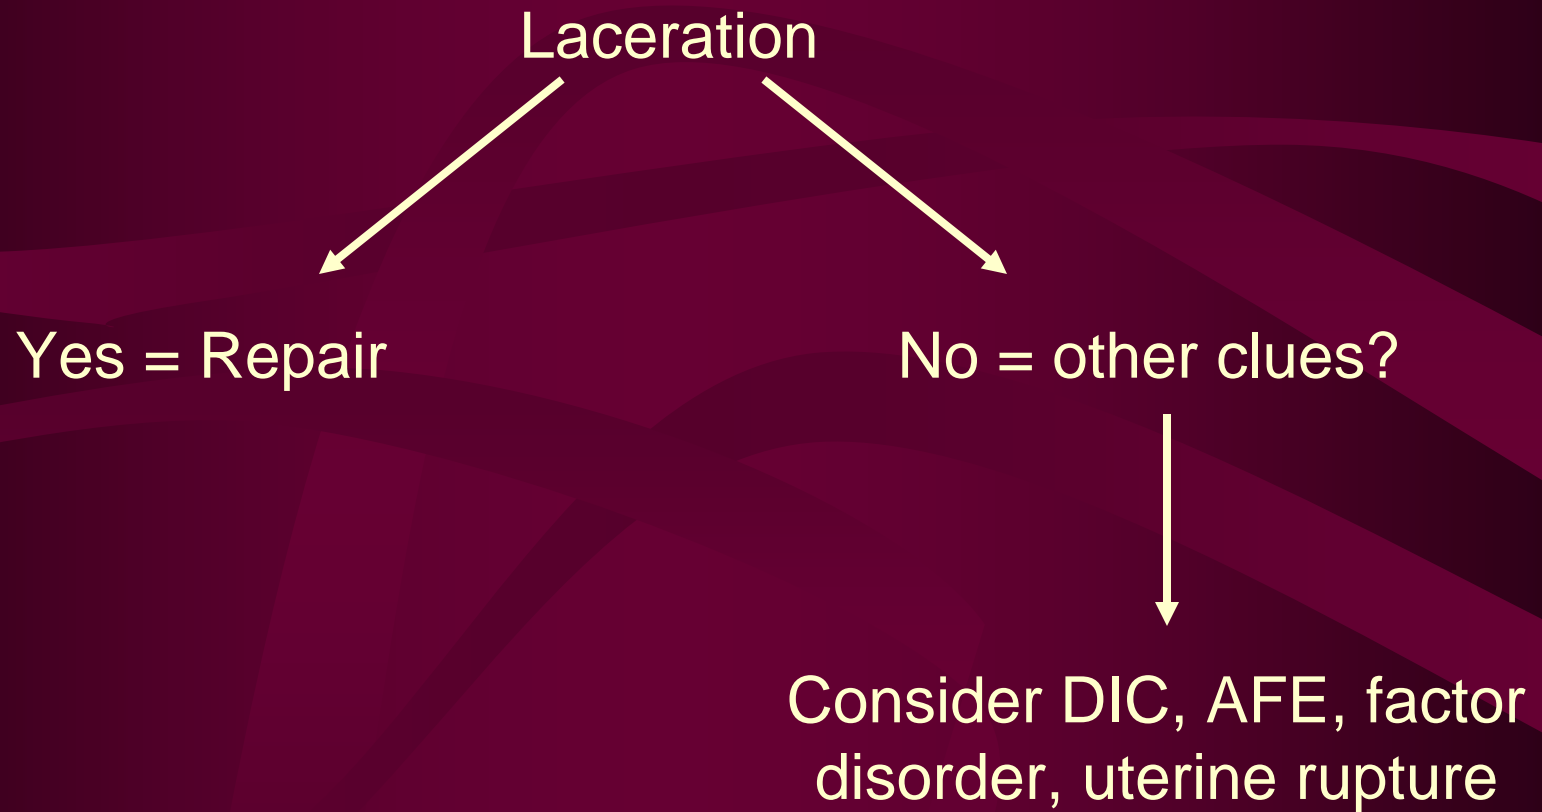 Laceration
Yes = Repair
No = other clues?
Consider DIC, AFE, factor
disorder, uterine rupture